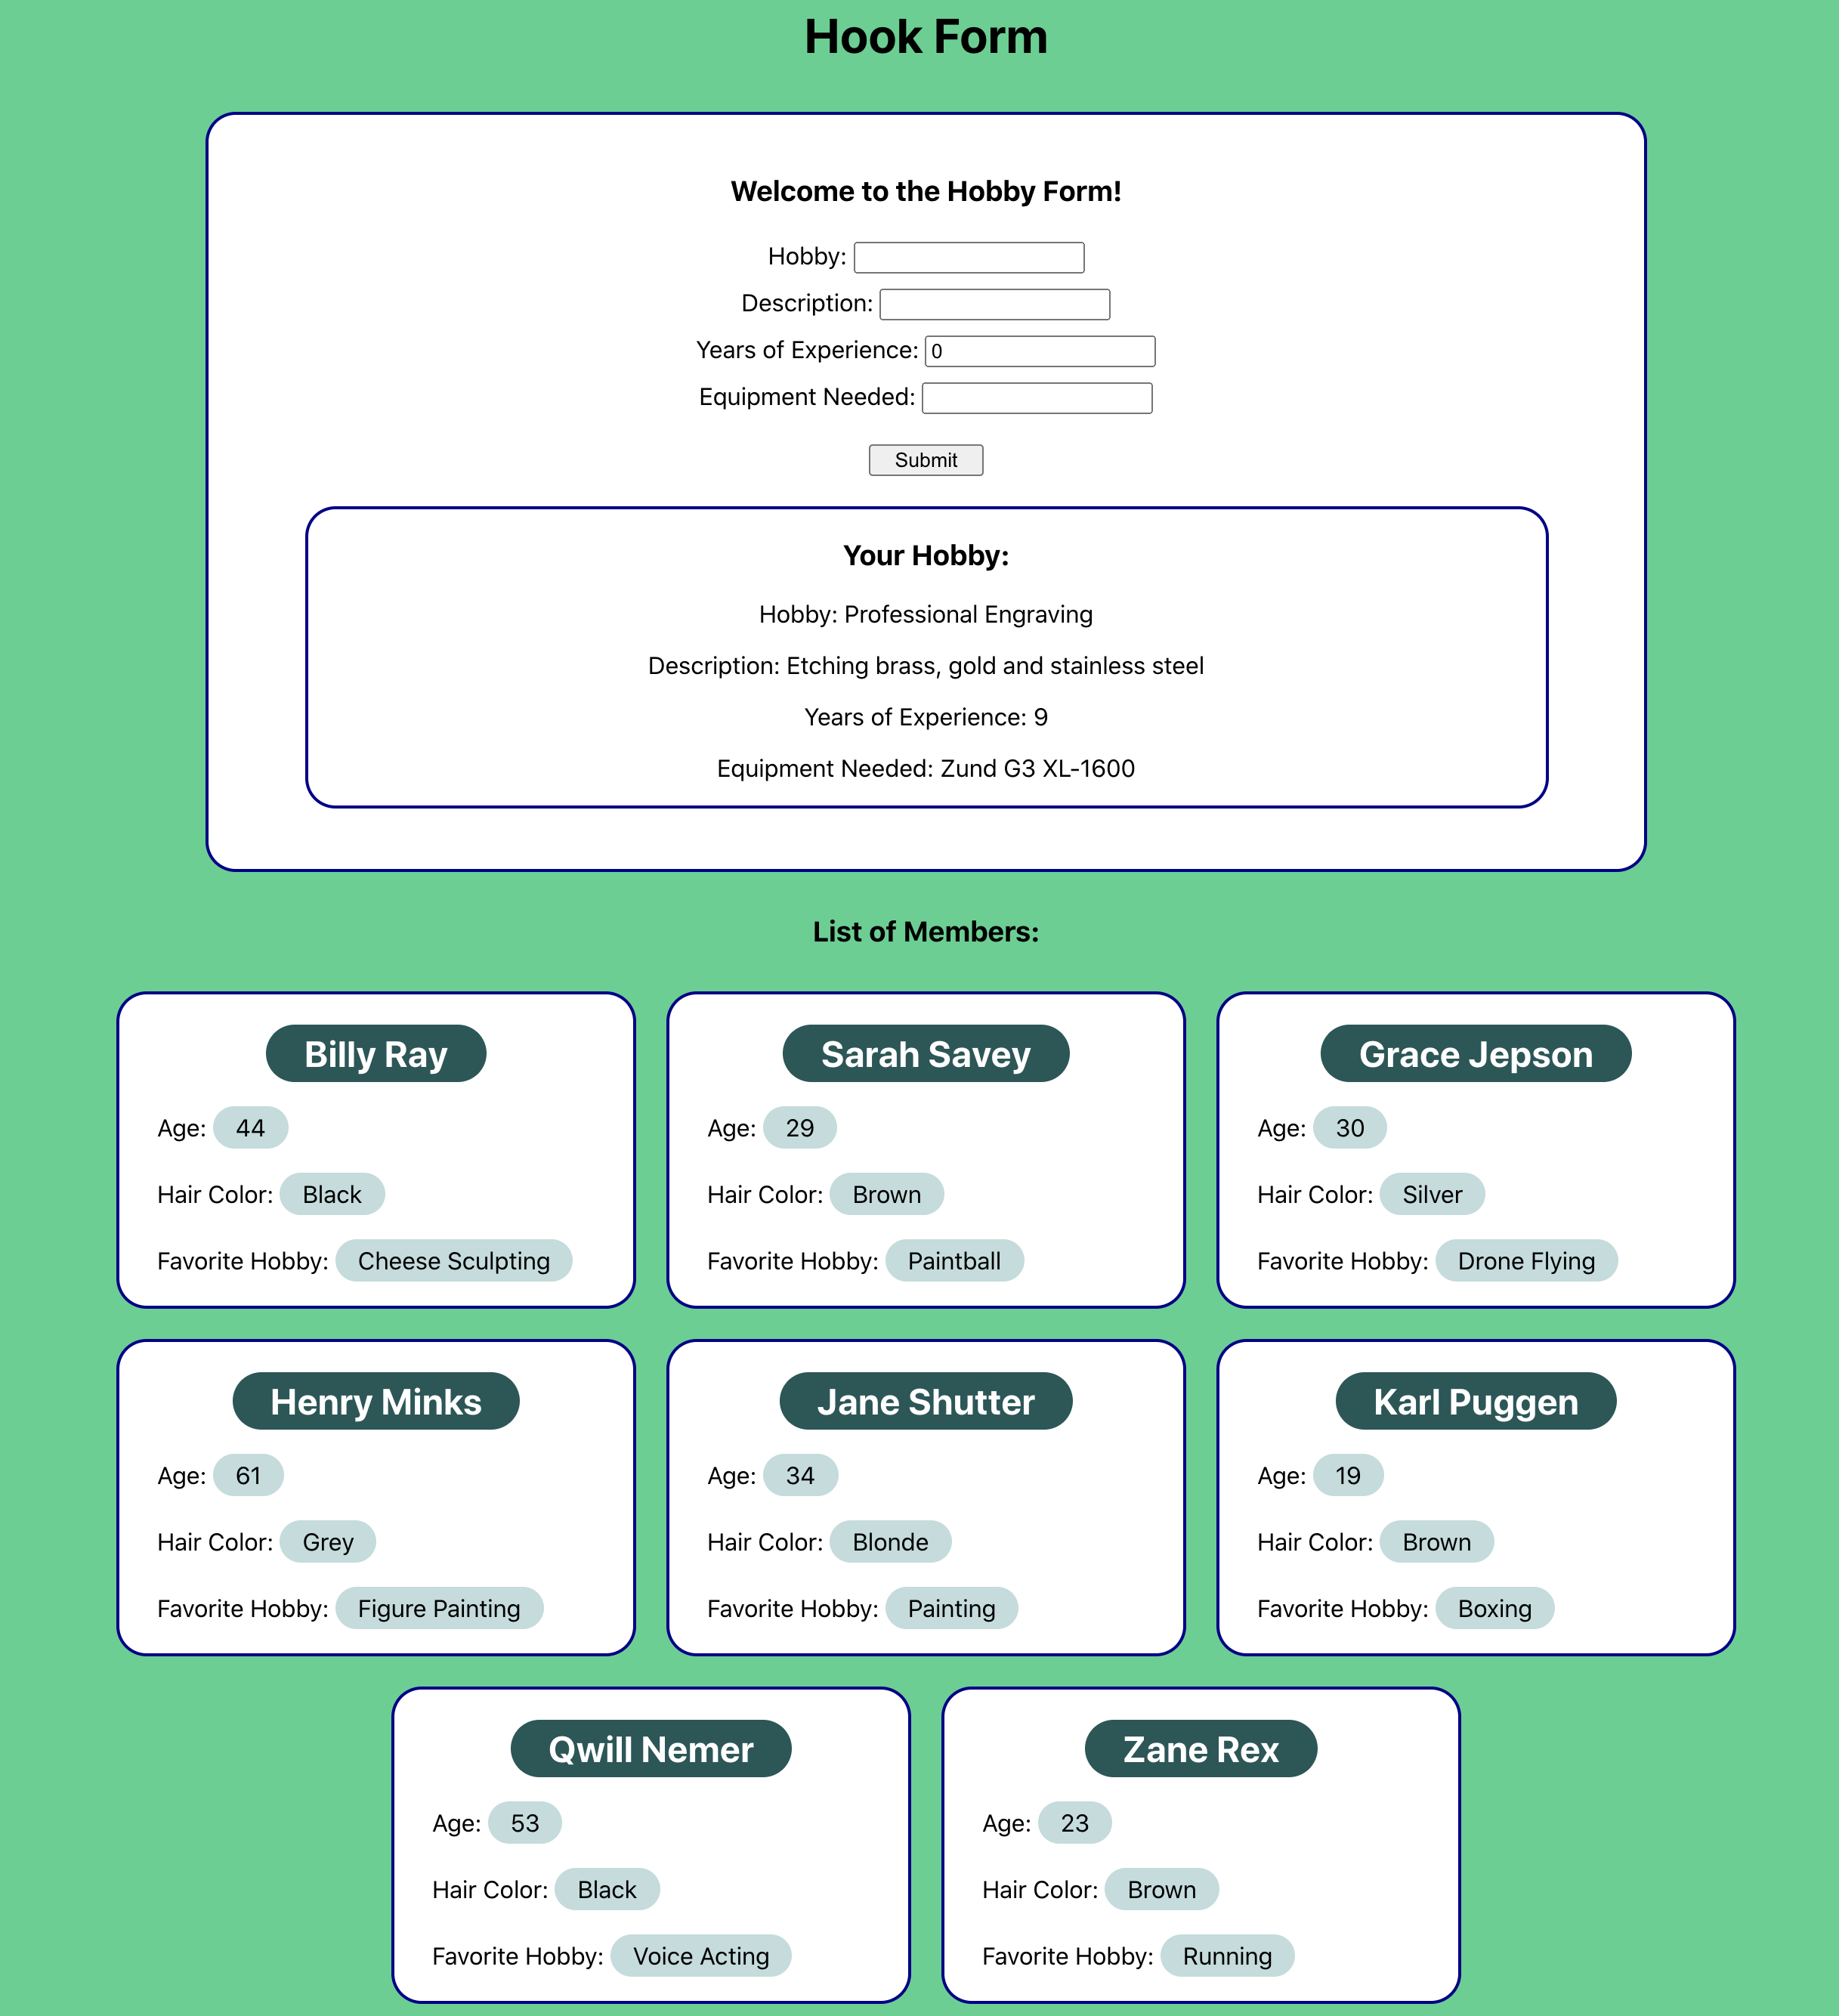 Hook Form
Welcome to the Hobby Form!
Hobby:
Description:
Years of Experience: 0
Equipment Needed:
Submit
Your Hobby:
Hobby: Professional Engraving
Description: Etching brass, gold and stainless steel
Years of Experience: 9
Equipment Needed: Zund G3 XL-1600
List of Members:
Billy Ray
Age: 44
Hair Color: Black
Favorite Hobby: Cheese Sculpting
Sarah Savey
Age: 29
Hair Color: Brown
Favorite Hobby: Paintball
Grace Jepson
Age: 30
Hair Color: Silver
Favorite Hobby: Drone Flying
Henry Minks
Age: 61
Hair Color: Grey
Favorite Hobby: Figure Painting
Jane Shutter
Age: 34
Hair Color: Blonde
Favorite Hobby: Painting
Karl Puggen
Age: 19
Hair Color: Brown
Favorite Hobby: Boxing
Qwill Nemer
Age: 53
Hair Color: Black
Favorite Hobby: Voice Acting
Zane Rex
Age: 23
Hair Color: Brown
Favorite Hobby: Running